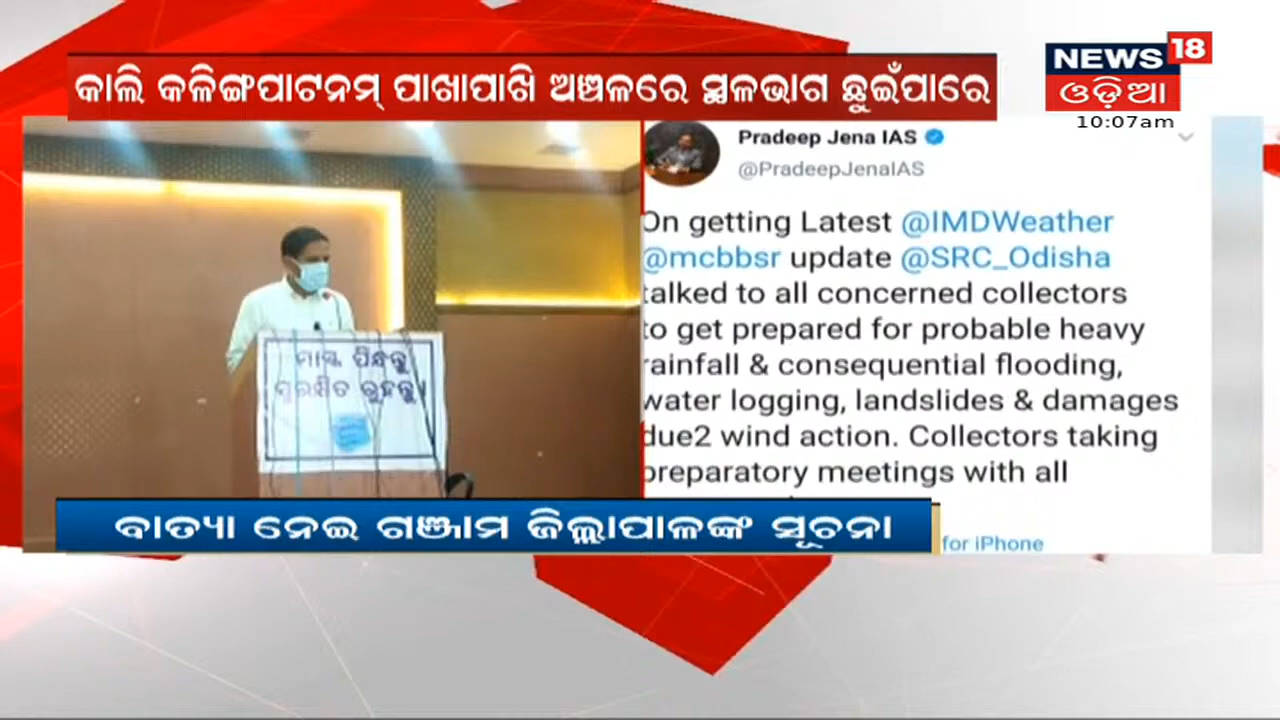 କାଲି କଳିଙ୍ଗପାଟନମ୍ ପାଖାପାଖି ଅଞ୍ଚଳରେ ସ୍ଥଳଭାଗ ଛୁଇଁପାରେ
NEWS 18
ଓଡ଼ିଆ
10:07am
Pradeep Jena IAS
@PradeepJenaIAS
On getting Latest @IMDWeather
@mcbbsr update @SRC_Odisha
talked to all concerned collectors
to get prepared for probable heavy
rainfall & consequential flooding,
water logging, landslides & damages
due2 wind action. Collectors taking
preparatory meetings with all
for iPhone
ମାସ୍କ ପିନ୍ଧନ୍ତୁ
ସୁରକ୍ଷିତ ରୁହନ୍ତୁ।
ବାତ୍ୟା ନେଇ ଗଞ୍ଜାମ ଜିଲ୍ଲାପାଳଙ୍କ ସୂଚନା